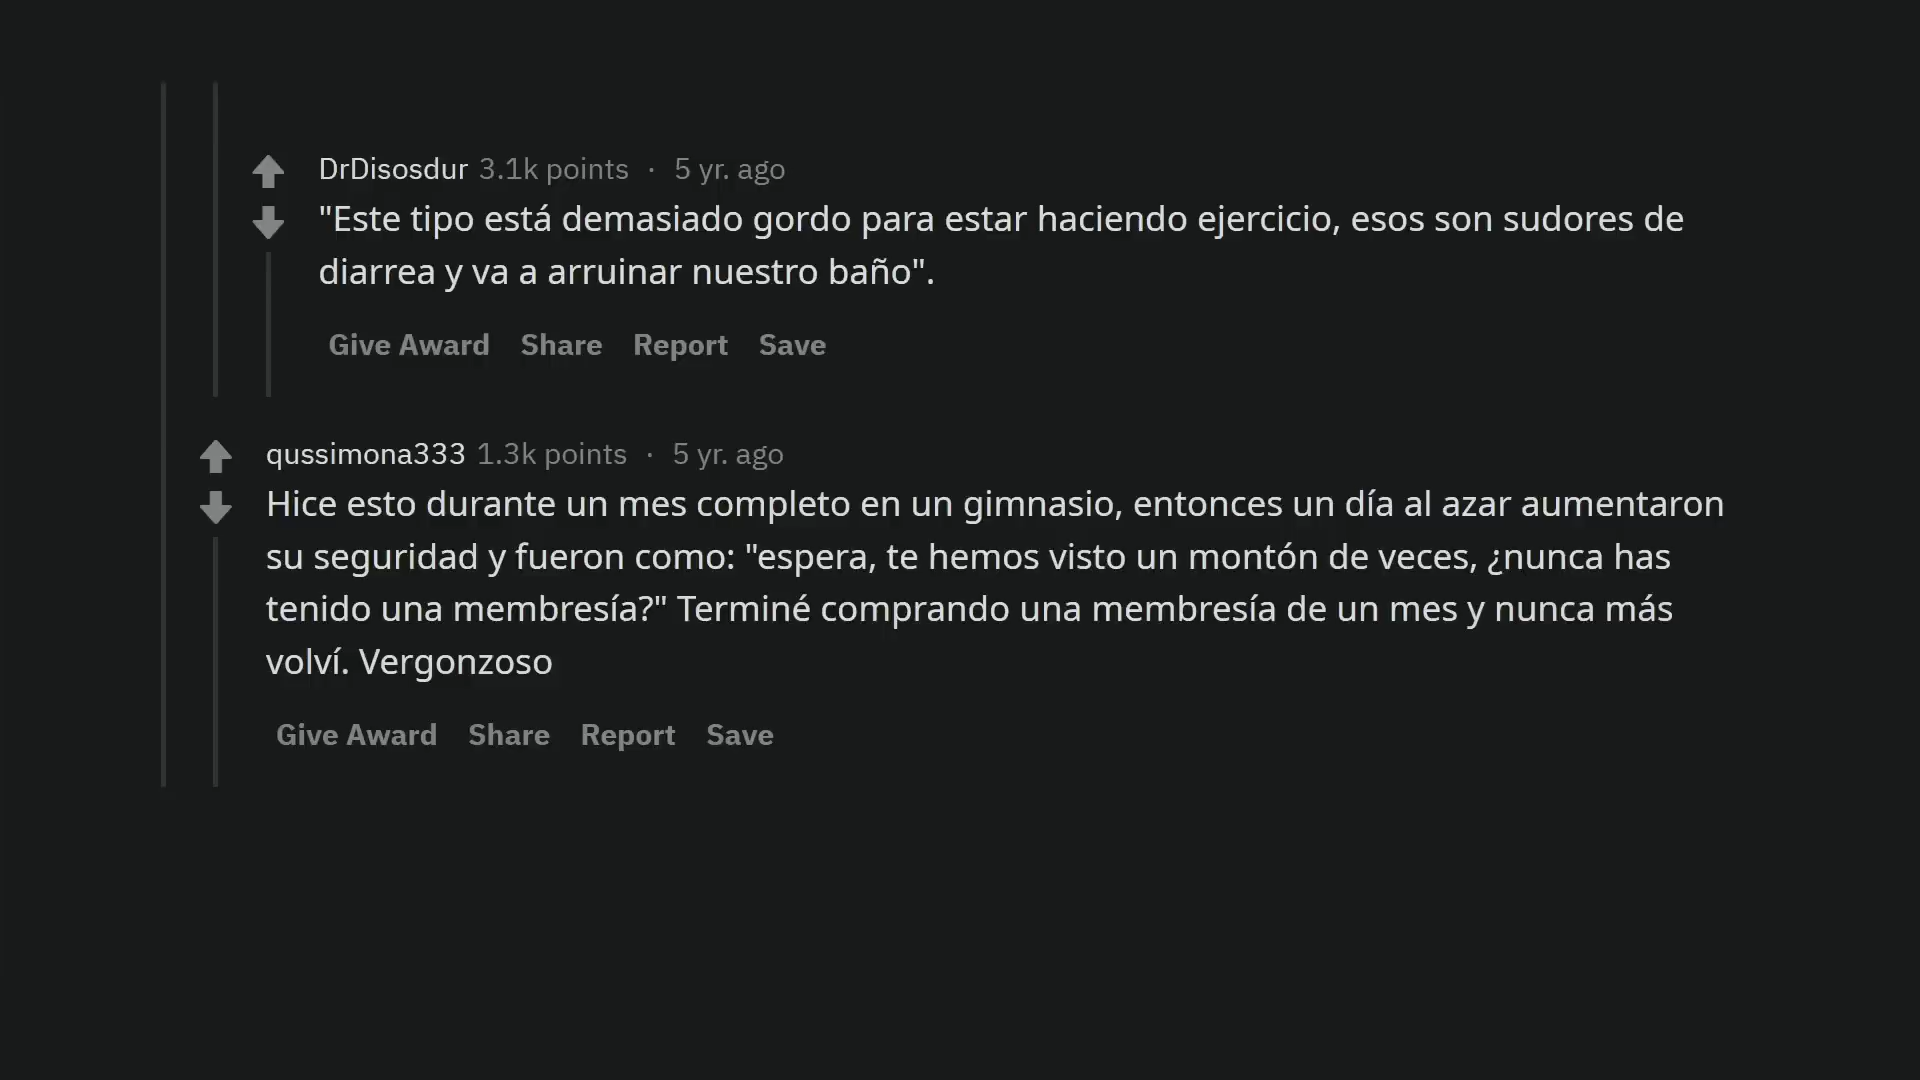 DrDisosdur 3.1k points · 5 yr. ago
"Este tipo está demasiado gordo para estar haciendo ejercicio, esos son sudores de
diarrea y va a arruinar nuestro baño".
Give Award Share Report Save
qussimona333 1.3k points · 5 yr. ago
Hice esto durante un mes completo en un gimnasio, entonces un día al azar aumentaron
su seguridad y fueron como: "espera, te hemos visto un montón de veces, ¿nunca has
tenido una membresía?" Terminé comprando una membresía de un mes y nunca más
volví. Vergonzoso
Give Award Share Report Save